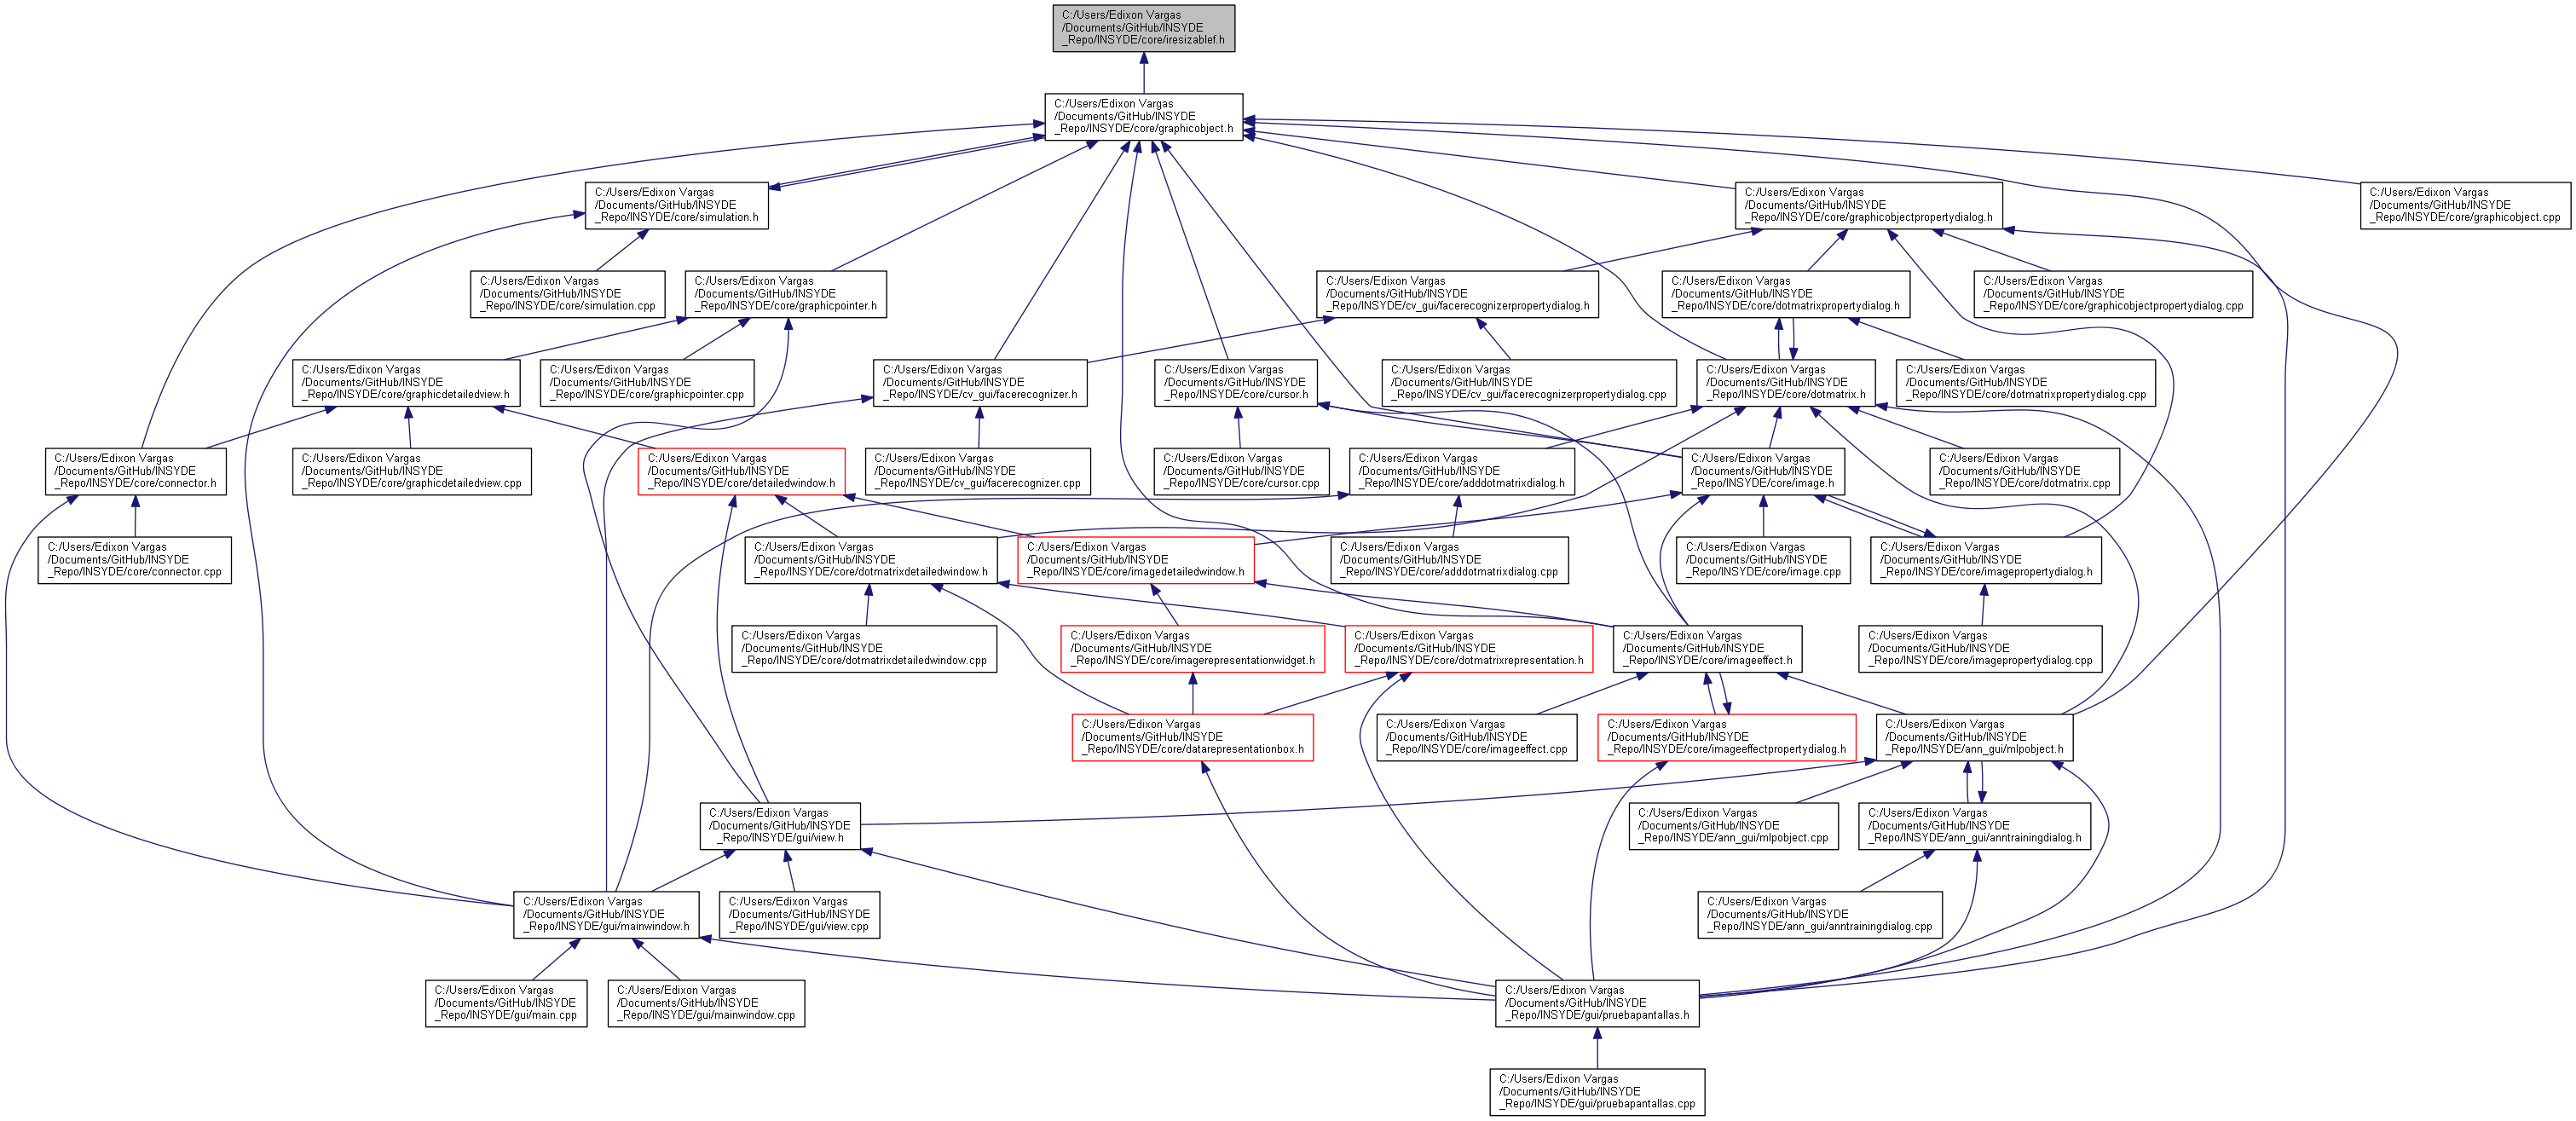 C:/Users/Edixon Vargas
/Documents/GitHub/INSYDE
_Repo/INSYDE/core/iresizablef.h
C:/Users/Edixon Vargas
/Documents/GitHub/INSYDE
_Repo/INSYDE/core/graphicobject.h
C:/Users/Edixon Vargas
/Documents/GitHub/INSYDE
_Repo/INSYDE/core/simulation.h
C:/Users/Edixon Vargas
/Documents/GitHub/INSYDE
_Repo/INSYDE/core/graphicobjectpropertydialog.h
C:/Users/Edixon Vargas
/Documents/GitHub/INSYDE
_Repo/INSYDE/core/graphicobject.cpp
C:/Users/Edixon Vargas
/Documents/GitHub/INSYDE
_Repo/INSYDE/core/simulation.cpp
C:/Users/Edixon Vargas
/Documents/GitHub/INSYDE
_Repo/INSYDE/core/graphicpointer.h
C:/Users/Edixon Vargas
/Documents/GitHub/INSYDE
_Repo/INSYDE/cv_gui/facerecognizerpropertydialog.h
C:/Users/Edixon Vargas
/Documents/GitHub/INSYDE
_Repo/INSYDE/core/dotmatrixpropertydialog.h
C:/Users/Edixon Vargas
/Documents/GitHub/INSYDE
_Repo/INSYDE/core/graphicobjectpropertydialog.cpp
C:/Users/Edixon Vargas
/Documents/GitHub/INSYDE
_Repo/INSYDE/core/graphicdetailedview.h
C:/Users/Edixon Vargas
/Documents/GitHub/INSYDE
_Repo/INSYDE/core/graphicpointer.cpp
C:/Users/Edixon Vargas
/Documents/GitHub/INSYDE
_Repo/INSYDE/cv_gui/facerecognizer.h
C:/Users/Edixon Vargas
/Documents/GitHub/INSYDE
_Repo/INSYDE/core/cursor.h
C:/Users/Edixon Vargas
/Documents/GitHub/INSYDE
_Repo/INSYDE/cv_gui/facerecognizerpropertydialog.cpp
C:/Users/Edixon Vargas
/Documents/GitHub/INSYDE
_Repo/INSYDE/core/dotmatrix.h
C:/Users/Edixon Vargas
/Documents/GitHub/INSYDE
_Repo/INSYDE/core/dotmatrixpropertydialog.cpp
C:/Users/Edixon Vargas
/Documents/GitHub/INSYDE
_Repo/INSYDE/core/connector.h
C:/Users/Edixon Vargas
/Documents/GitHub/INSYDE
_Repo/INSYDE/core/graphicdetailedview.cpp
C:/Users/Edixon Vargas
/Documents/GitHub/INSYDE
_Repo/INSYDE/core/detailedwindow.h
C:/Users/Edixon Vargas
/Documents/GitHub/INSYDE
_Repo/INSYDE/cv_gui/facerecognizer.cpp
C:/Users/Edixon Vargas
/Documents/GitHub/INSYDE
_Repo/INSYDE/core/cursor.cpp
C:/Users/Edixon Vargas
/Documents/GitHub/INSYDE
_Repo/INSYDE/core/adddotmatrixdialog.h
C:/Users/Edixon Vargas
/Documents/GitHub/INSYDE
_Repo/INSYDE/core/image.h
C:/Users/Edixon Vargas
/Documents/GitHub/INSYDE
_Repo/INSYDE/core/dotmatrix.cpp
C:/Users/Edixon Vargas
/Documents/GitHub/INSYDE
_Repo/INSYDE/core/connector.cpp
C:/Users/Edixon Vargas
/Documents/GitHub/INSYDE
_Repo/INSYDE/core/dotmatrixdetailedwindow.h
C:/Users/Edixon Vargas
/Documents/GitHub/INSYDE
_Repo/INSYDE/core/imagedetailedwindow.h
C:/Users/Edixon Vargas
/Documents/GitHub/INSYDE
_Repo/INSYDE/core/adddotmatrixdialog.cpp
C:/Users/Edixon Vargas
/Documents/GitHub/INSYDE
_Repo/INSYDE/core/image.cpp
C:/Users/Edixon Vargas
/Documents/GitHub/INSYDE
_Repo/INSYDE/core/imagepropertydialog.h
C:/Users/Edixon Vargas
/Documents/GitHub/INSYDE
_Repo/INSYDE/core/dotmatrixdetailedwindow.cpp
C:/Users/Edixon Vargas
/Documents/GitHub/INSYDE
_Repo/INSYDE/core/imagerepresentationwidget.h
C:/Users/Edixon Vargas
/Documents/GitHub/INSYDE
_Repo/INSYDE/core/dotmatrixrepresentation.h
C:/Users/Edixon Vargas
/Documents/GitHub/INSYDE
_Repo/INSYDE/core/imageeffect.h
C:/Users/Edixon Vargas
/Documents/GitHub/INSYDE
_Repo/INSYDE/core/imagepropertydialog.cpp
C:/Users/Edixon Vargas
/Documents/GitHub/INSYDE
_Repo/INSYDE/core/datarepresentationbox.h
C:/Users/Edixon Vargas
/Documents/GitHub/INSYDE
_Repo/INSYDE/core/imageeffect.cpp
C:/Users/Edixon Vargas
/Documents/GitHub/INSYDE
_Repo/INSYDE/core/imageeffectpropertydialog.h
C:/Users/Edixon Vargas
/Documents/GitHub/INSYDE
_Repo/INSYDE/ann_gui/mlpobject.h
C:/Users/Edixon Vargas
/Documents/GitHub/INSYDE
_Repo/INSYDE/gui/view.h
C:/Users/Edixon Vargas
/Documents/GitHub/INSYDE
_Repo/INSYDE/ann_gui/mlpobject.cpp
C:/Users/Edixon Vargas
/Documents/GitHub/INSYDE
_Repo/INSYDE/ann_gui/anntrainingdialog.h
C:/Users/Edixon Vargas
/Documents/GitHub/INSYDE
_Repo/INSYDE/gui/mainwindow.h
C:/Users/Edixon Vargas
/Documents/GitHub/INSYDE
_Repo/INSYDE/gui/view.cpp
C:/Users/Edixon Vargas
/Documents/GitHub/INSYDE
_Repo/INSYDE/ann_gui/anntrainingdialog.cpp
C:/Users/Edixon Vargas
/Documents/GitHub/INSYDE
_Repo/INSYDE/gui/main.cpp
C:/Users/Edixon Vargas
/Documents/GitHub/INSYDE
_Repo/INSYDE/gui/mainwindow.cpp
C:/Users/Edixon Vargas
/Documents/GitHub/INSYDE
_Repo/INSYDE/gui/pruebapantallas.h
C:/Users/Edixon Vargas
/Documents/GitHub/INSYDE
_Repo/INSYDE/gui/pruebapantallas.cpp